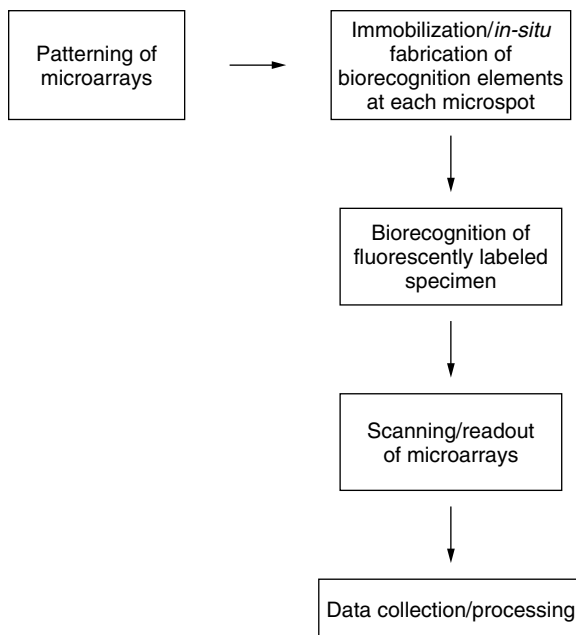 Patterning of
microarrays
Immobilization/in-situ
fabrication of
biorecognition elements
at each microspot
Biorecognition of
fluorescently labeled
specimen
Scanning/readout
of microarrays
Data collection/processing